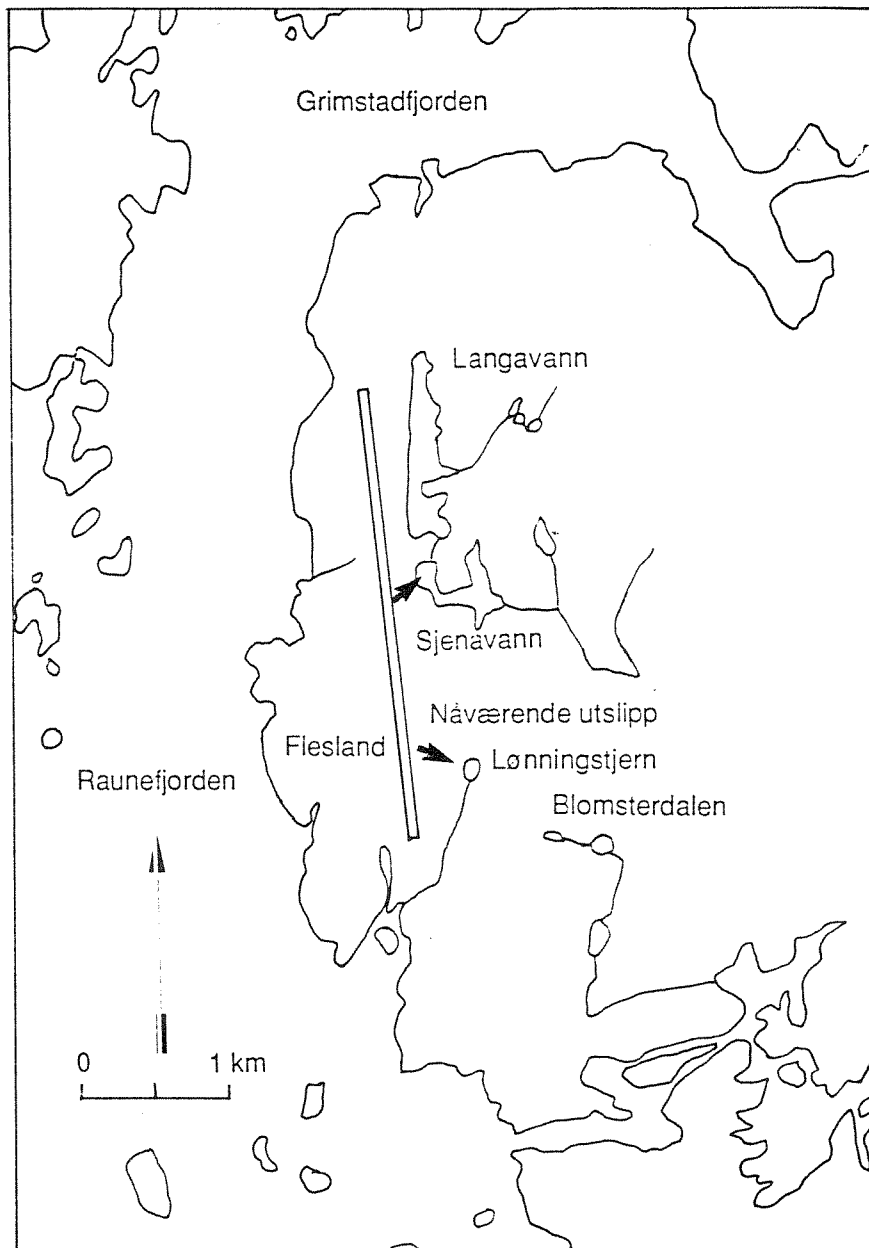 Grimstadfjorden
Langavann
Sjenavann
Nåværende utslipp
Flesland
Lønningstjern
Raunefjorden
Blomsterdalen
0 1 km